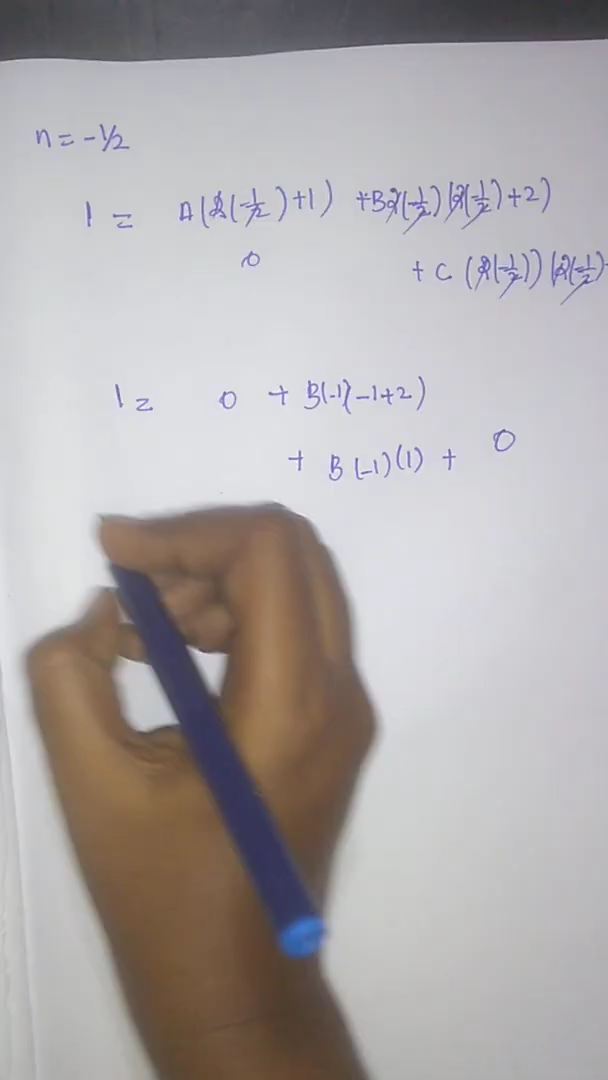 n = -1/2
1 = A(2(-1/2)+1) + B2(-1/2)(2(-1/2)+2)
0
+ C (2(-1/2))(2(-1/2)+
1 = 0 + B(-1)(-1+2)
+ B(-1)(1) + 0